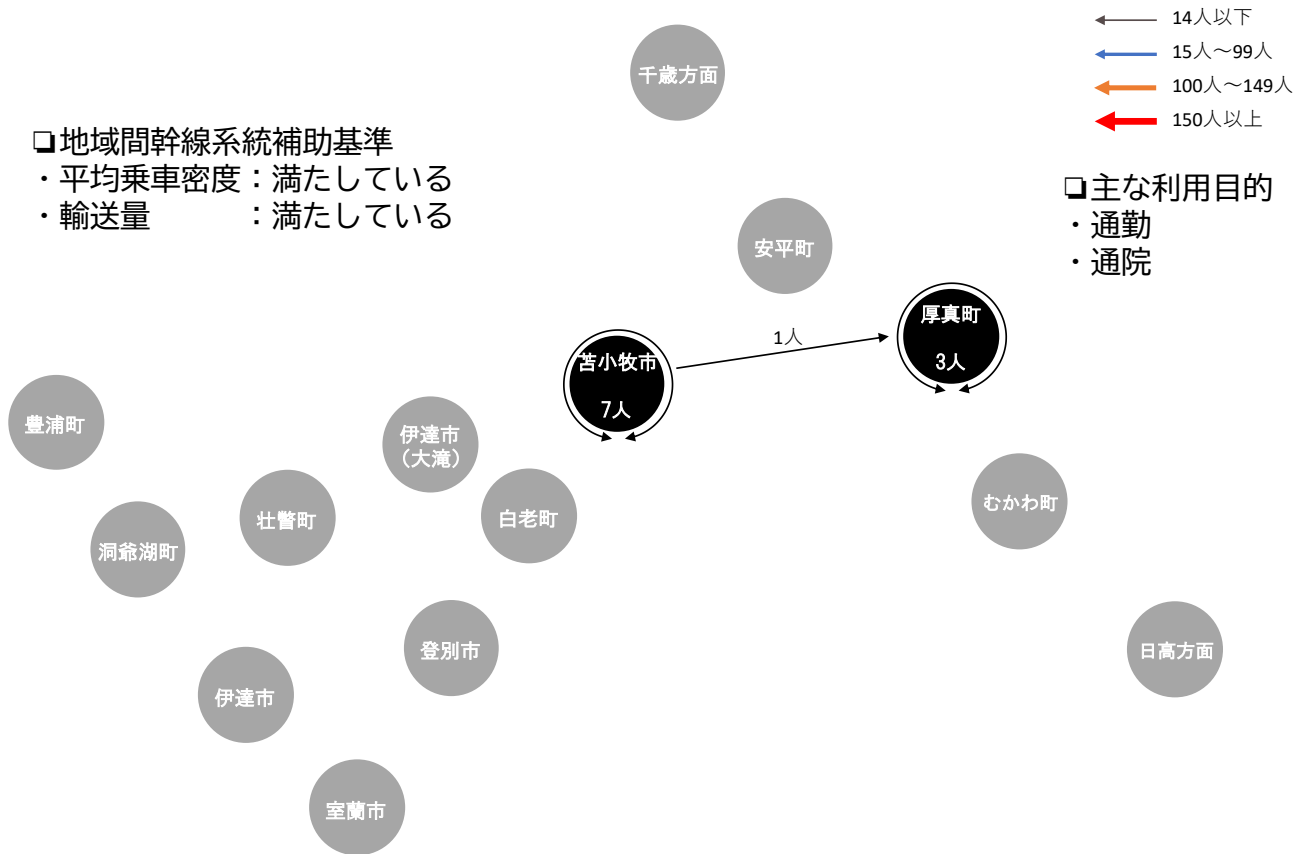 14人以下
15人～99人
100人～149人
150人以上
千歳方面
❏地域間幹線系統補助基準
・平均乗車密度：満たしている
・輸送量　　　：満たしている
❏主な利用目的
・通勤
・通院
安平町
厚真町
3人
1人
苫小牧市
7人
豊浦町
伊達市
（大滝）
白老町
壮瞥町
洞爺湖町
むかわ町
登別市
日高方面
伊達市
室蘭市